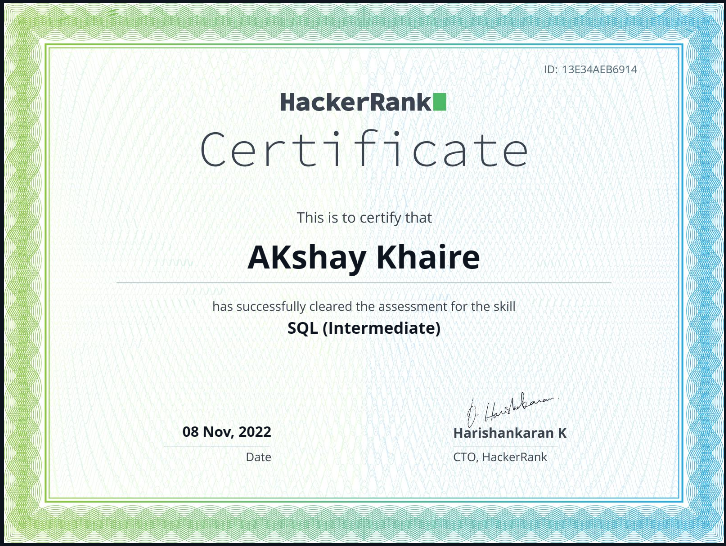 ID: 13E34AEB6914
HackerRank
Certificate
This is to certify that
AKshay Khaire
has successfully cleared the assessment for the skill
SQL (Intermediate)
08 Nov, 2022
Date
Harishankaran K
CTO, HackerRank